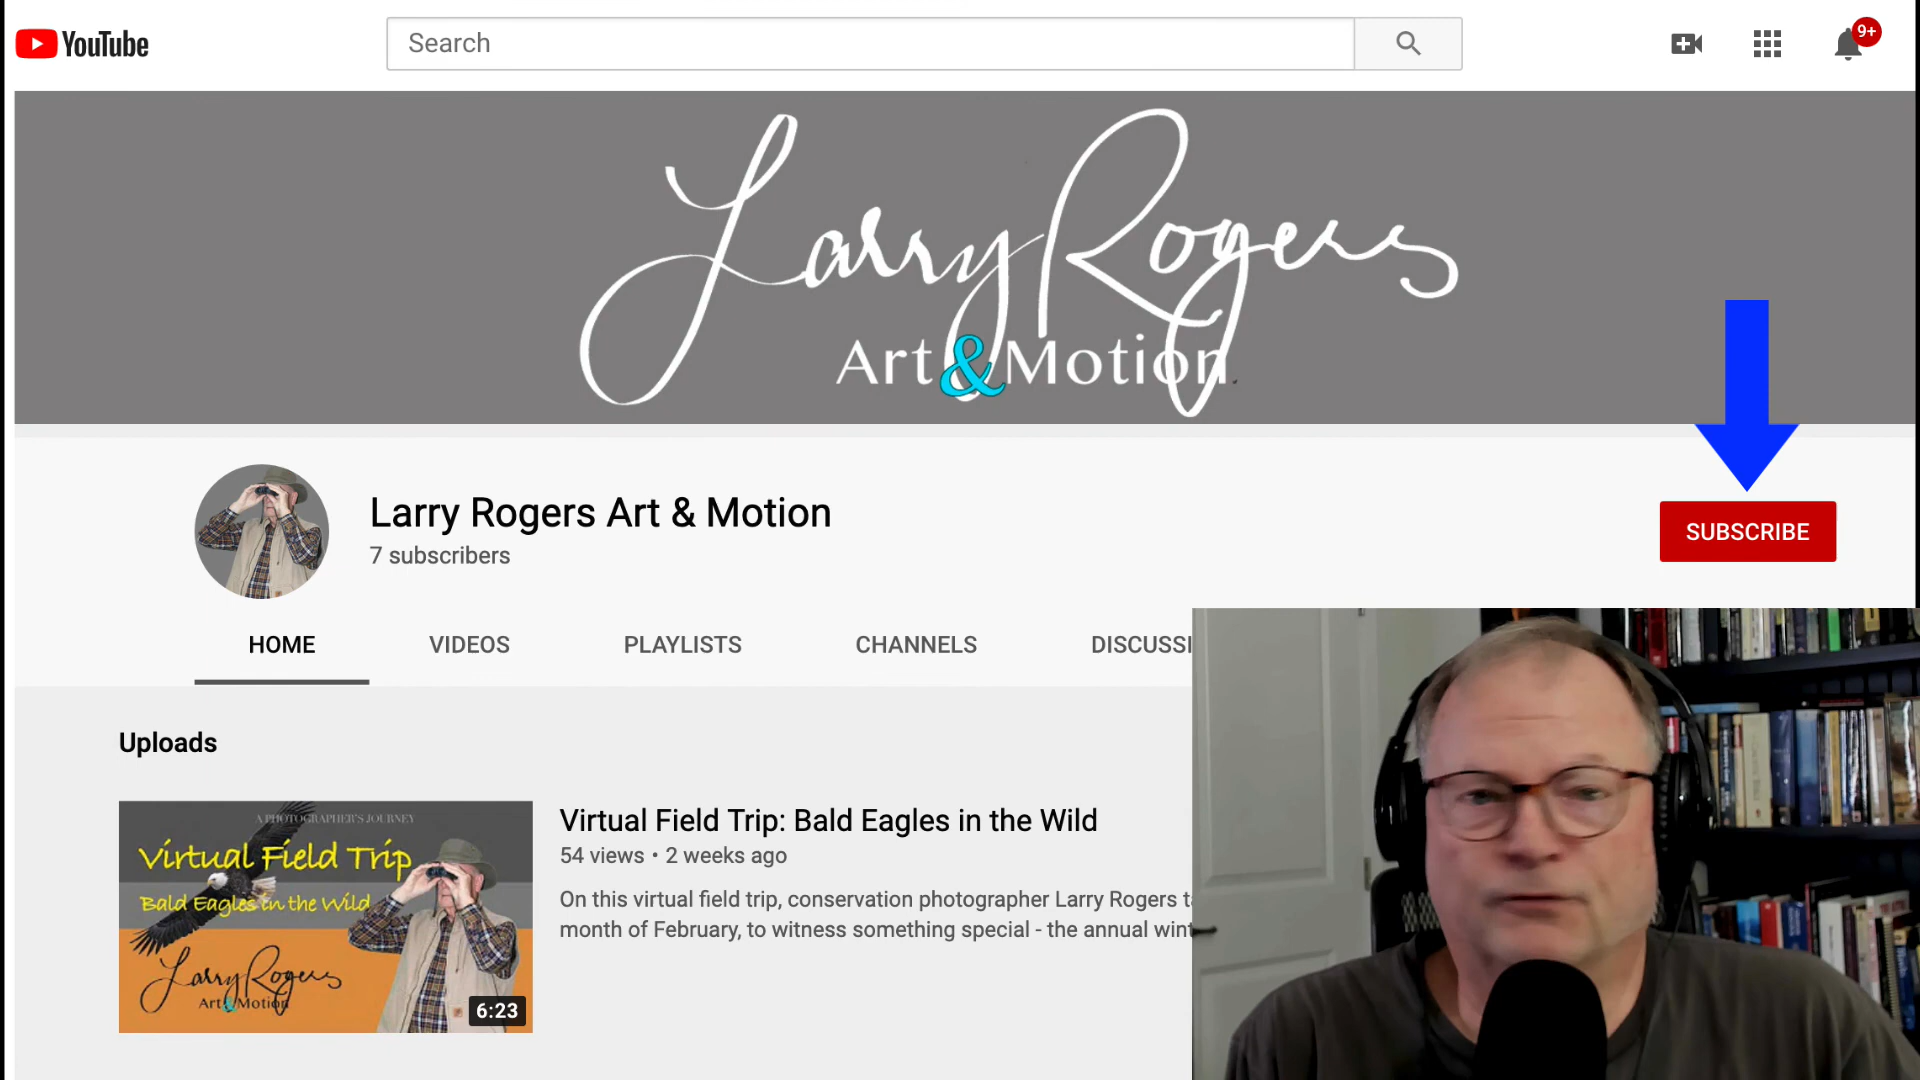 YouTube
Search
9+
Larry Rogers
Art & Motion
Larry Rogers Art & Motion
7 subscribers
SUBSCRIBE
HOME VIDEOS PLAYLISTS CHANNELS DISCUSSI
Uploads
A PHOTOGRAPHER'S JOURNEY
Virtual Field Trip
Bald Eagles in the Wild
Larry Rogers
Art & Motion
6:23
Virtual Field Trip: Bald Eagles in the Wild
54 views • 2 weeks ago
On this virtual field trip, conservation photographer Larry Rogers t
month of February, to witness something special - the annual wint